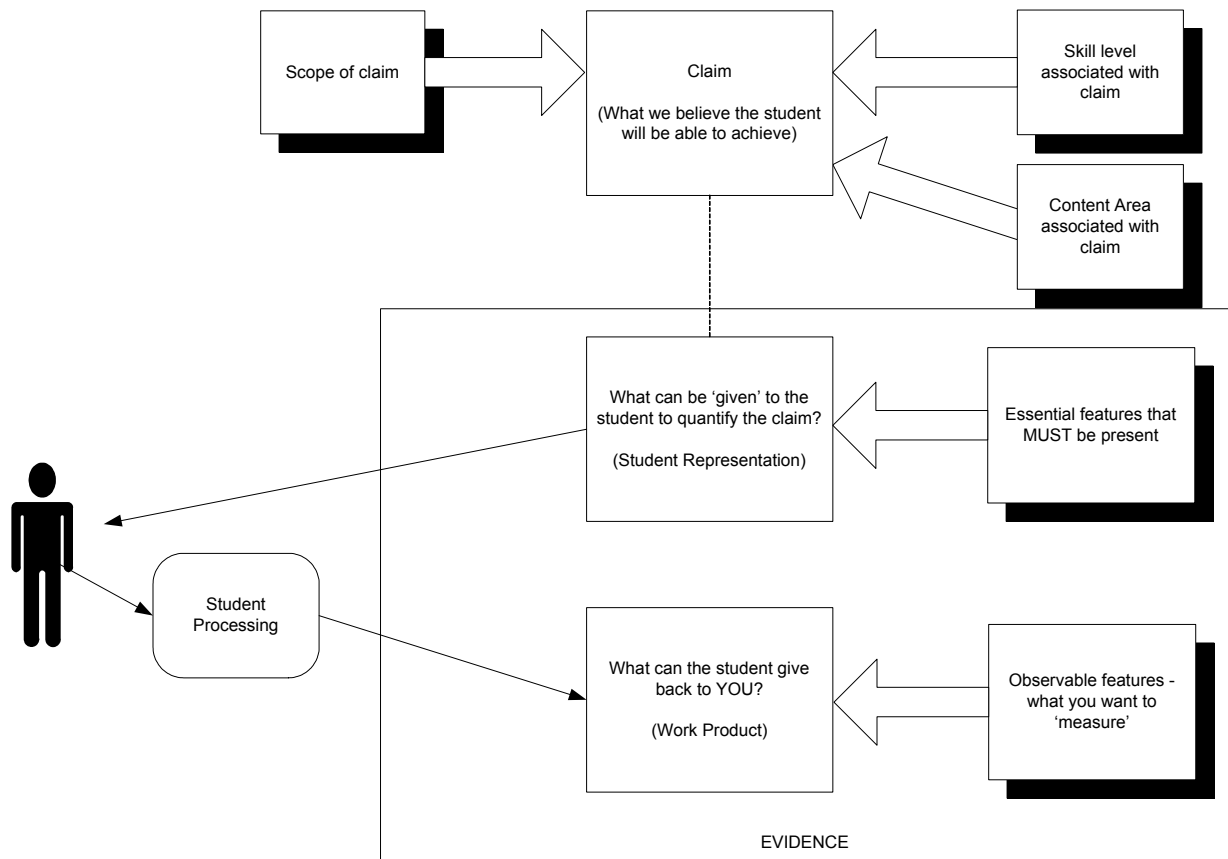 Scope of claim
Claim
(What we believe the student
will be able to achieve)
Skill level
associated with
claim
Content Area
associated with
claim
What can be ‘given’ to the
student to quantify the claim?
(Student Representation)
Essential features that
MUST be present
Student
Processing
What can the student give
back to YOU?
(Work Product)
Observable features -
what you want to
‘measure’
EVIDENCE